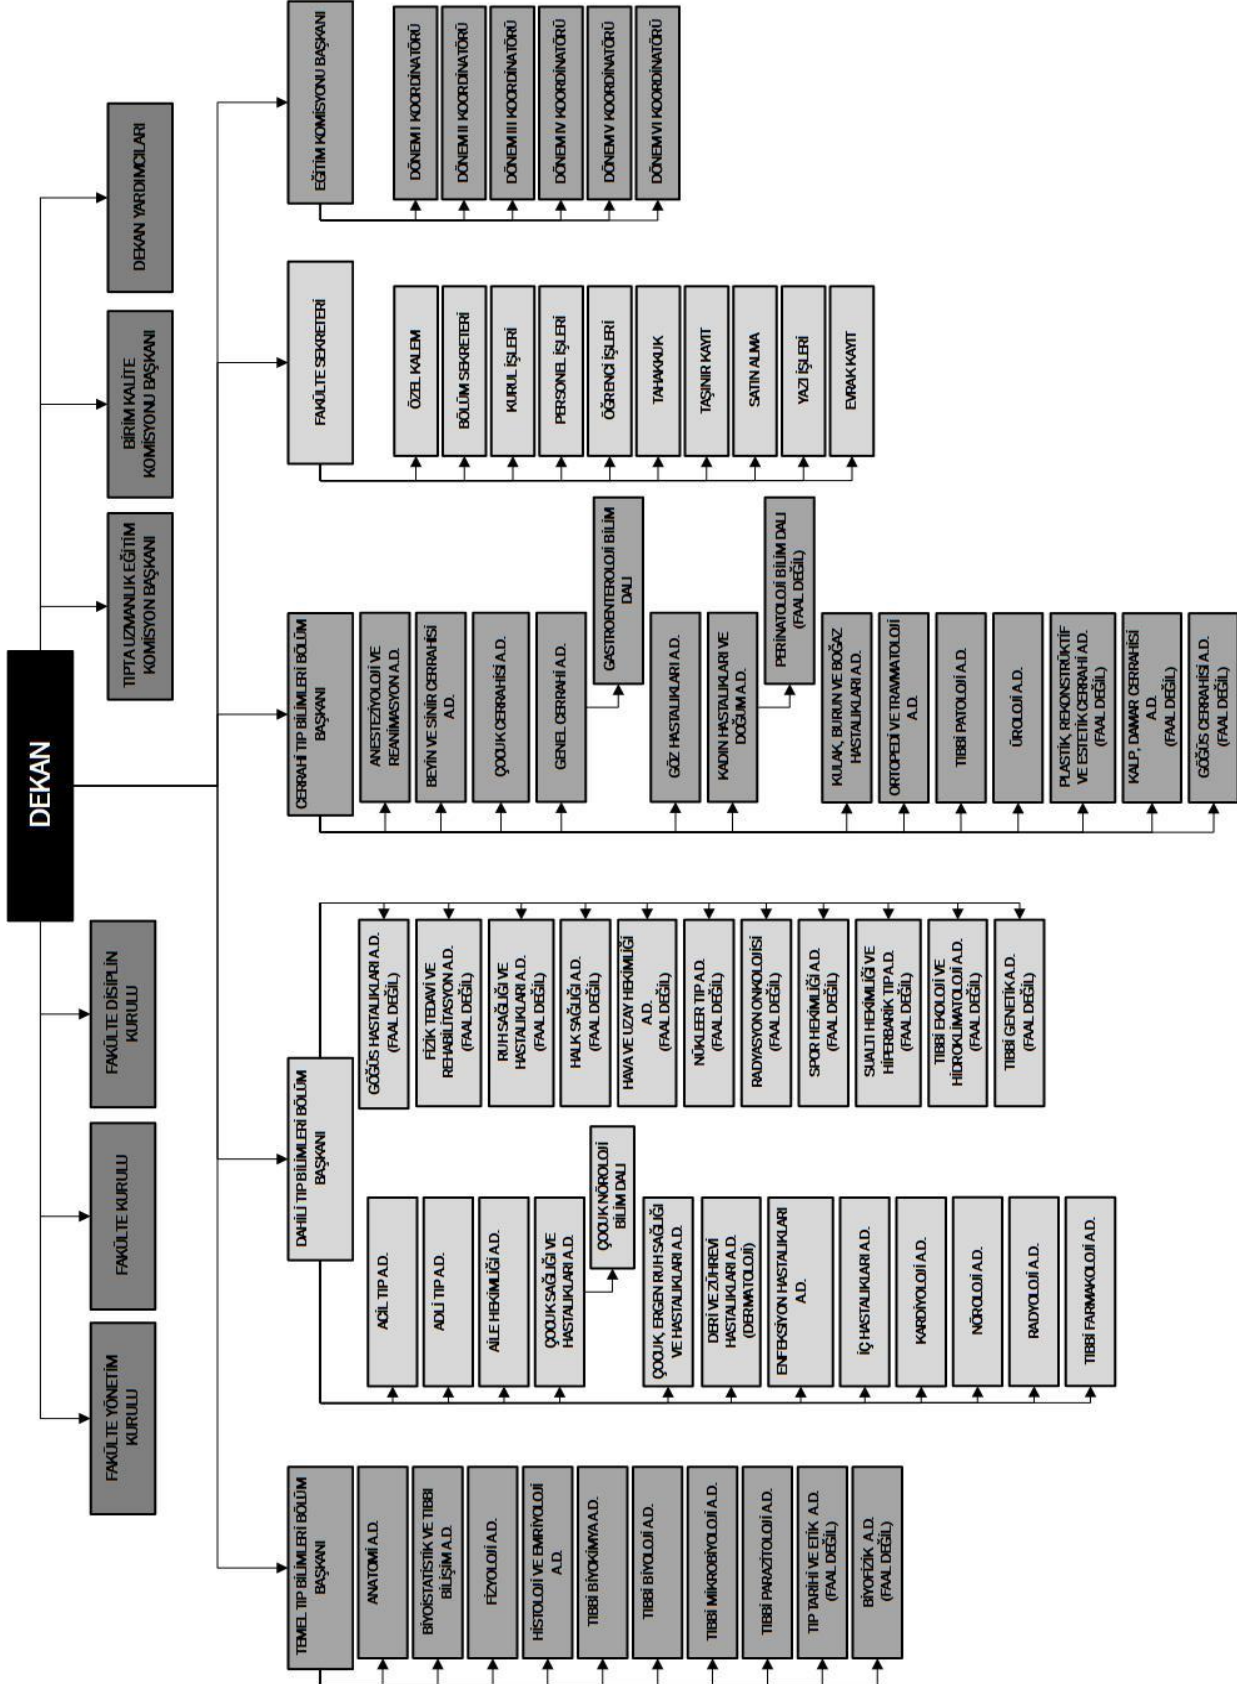 DEKAN
FAKÜLTE YÖNETİM
KURULU
FAKÜLTE KURULU
FAKÜLTE DİSİPLİN
KURULU
TIPTA UZMANLIK EĞİTİM
KOMİSYON BAŞKANI
BİRİM KALİTE
KOMİSYONU BAŞKANI
DEKAN YARDIMCILARI
TEMEL TIP BİLİMLERİ BÖLÜM
BAŞKANI
ANATOMİ A.D.
BİYOİSTATİSTİK VE TIBBİ
BİLİŞİM A.D.
FİZYOLOJİ A.D.
HİSTOLOJİ VE EMRİYOLOJİ
A.D.
TIBBİ BİYOKİMYA A.D.
TIBBİ BİYOLOJİ A.D.
TIBBİ MİKROBİYOLOJİ A.D.
TIBBİ PARAZİTOLOJİ A.D.
TIP TARİHİ VE ETİK A.D.
(FAAL DEĞİL)
BİYOFİZİK A.D.
(FAAL DEĞİL)
DAHİLİ TIP BİLİMLERİ BÖLÜM
BAŞKANI
ACİL TIP A.D.
ADLİ TIP A.D.
AİLE HEKİMLİĞİ A.D.
ÇOCUK SAĞLIĞI VE
HASTALIKLARI A.D.
ÇOCUK NÖROLOJİ
BİLİM DALI
ÇOCUK, ERGEN RUH SAĞLIĞI
VE HASTALIKLARI A.D.
DERİ VE ZÜHREVİ
HASTALIKLARI A.D.
(DERMATOLOJİ)
ENFEKSİYON HASTALIKLARI
A.D.
İÇ HASTALIKLARI A.D.
KARDİYOLOJİ A.D.
NÖROLOJİ A.D.
RADYOLOJİ A.D.
TIBBİ FARMAKOLOJİ A.D.
GÖĞÜS HASTALIKLARI A.D.
(FAAL DEĞİL)
FİZİK TEDAVİ VE
REHABİLİTASYON A.D.
(FAAL DEĞİL)
RUH SAĞLIĞI VE
HASTALIKLARI A.D.
(FAAL DEĞİL)
HALK SAĞLIĞI A.D.
(FAAL DEĞİL)
HAVA VE UZAY HEKİMLİĞİ
A.D.
(FAAL DEĞİL)
NÜKLEER TIP A.D.
(FAAL DEĞİL)
RADYASYON ONKOLOJİSİ
(FAAL DEĞİL)
SPOR HEKİMLİĞİ A.D.
(FAAL DEĞİL)
SUALTI HEKİMLİĞİ VE
HİPERBARİK TIP A.D.
(FAAL DEĞİL)
TIBBİ EKOLOJİ VE
HİDROKLİMATOLOJİ A.D.
(FAAL DEĞİL)
TIBBİ GENETİK A.D.
(FAAL DEĞİL)
CERRAHİ TIP BİLİMLERİ BÖLÜM
BAŞKANI
ANESTEZİYOLOJİ VE
REANİMASYON A.D.
BEYİN VE SİNİR CERRAHİSİ
A.D.
ÇOCUK CERRAHİSİ A.D.
GENEL CERRAHİ A.D.
GASTROENTEROLOJİ BİLİM
DALI
GÖZ HASTALIKLARI A.D.
KADIN HASTALIKLARI VE
DOĞUM A.D.
PERİNATOLOJİ BİLİM DALI
(FAAL DEĞİL)
KULAK, BURUN VE BOĞAZ
HASTALIKLARI A.D.
ORTOPEDİ VE TRAVMATOLOJİ
A.D.
TIBBİ PATOLOJİ A.D.
ÜROLOJİ A.D.
PLASTİK, REKONSTRÜKTİF
VE ESTETİK CERRAHİ A.D.
(FAAL DEĞİL)
KALP, DAMAR CERRAHİSİ
A.D.
(FAAL DEĞİL)
GÖĞÜS CERRAHİSİ A.D.
(FAAL DEĞİL)
FAKÜLTE SEKRETERİ
ÖZEL KALEM
BÖLÜM SEKRETERİ
KURUL İŞLERİ
PERSONEL İŞLERİ
ÖĞRENCİ İŞLERİ
TAHAKKUK
TAŞINIR KAYIT
SATIN ALMA
YAZI İŞLERİ
EVRAK KAYIT
EĞİTİM KOMİSYONU BAŞKANI
DÖNEM I KOORDİNATÖRÜ
DÖNEM II KOORDİNATÖRÜ
DÖNEM III KOORDİNATÖRÜ
DÖNEM IV KOORDİNATÖRÜ
DÖNEM V KOORDİNATÖRÜ
DÖNEM VI KOORDİNATÖRÜ